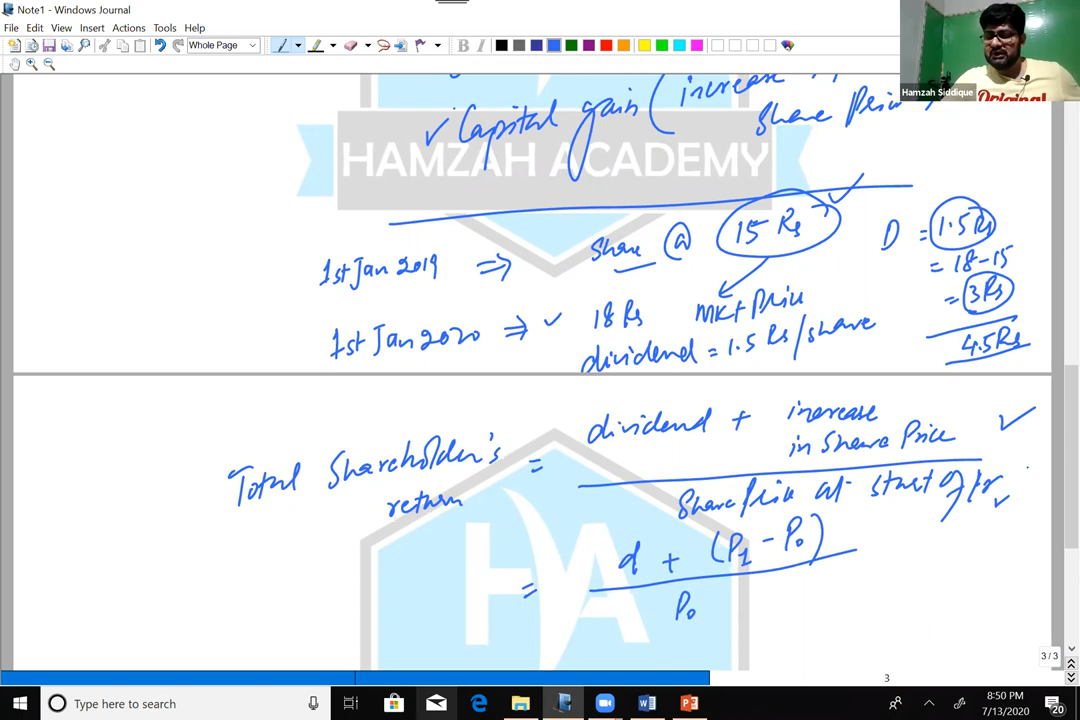 Note1 - Windows Journal
File Edit View Insert Actions Tools Help
Whole Page
B I
Hamzah Siddique
Original
✓ Capital gain (increase
Share Price
HAMZAH ACADEMY
1st Jan 2019 ⇒ Share @ 15 Rs ✓
D = 1.5 Rs
= 18-15
= 3 Rs
4.5 Rs
1st Jan 2020 ⇒ ✓ 18 Rs MKt Price
dividend = 1.5 Rs/share
Total Shareholder's return = dividend + increase in Share Price ✓
Share Price at start of yr ✓
= d + (P1 - P0)
P0
HA
3/3
3
Type here to search
8:50 PM
7/13/2020
20